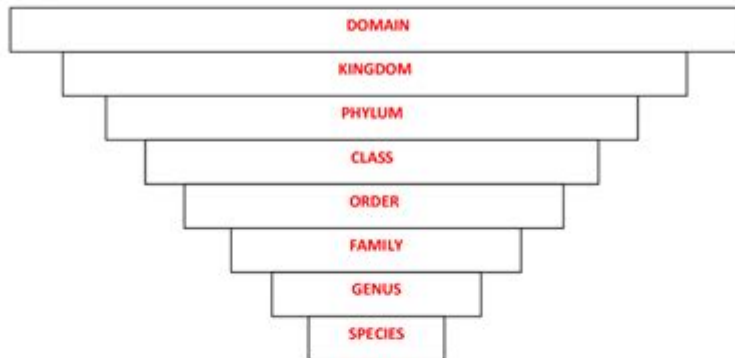 DOMAIN
KINGDOM
PHYLUM
CLASS
ORDER
FAMILY
GENUS
SPECIES